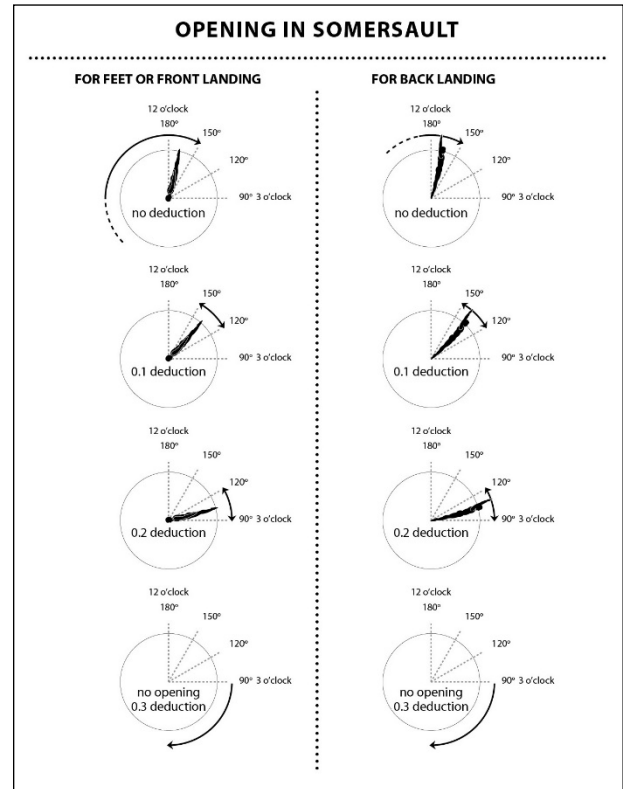 OPENING IN SOMERSAULT
FOR FEET OR FRONT LANDING
12 o'clock
180°
150°
120°
90° 3 o'clock
no deduction
12 o'clock
180°
150°
120°
90° 3 o'clock
0.1 deduction
12 o'clock
180°
150°
120°
90° 3 o'clock
0.2 deduction
12 o'clock
180°
150°
120°
90° 3 o'clock
no opening
0.3 deduction
FOR BACK LANDING
12 o'clock
180°
150°
120°
90° 3 o'clock
no deduction
12 o'clock
180°
150°
120°
90° 3 o'clock
0.1 deduction
12 o'clock
180°
150°
120°
90° 3 o'clock
0.2 deduction
12 o'clock
180°
150°
120°
90° 3 o'clock
no opening
0.3 deduction